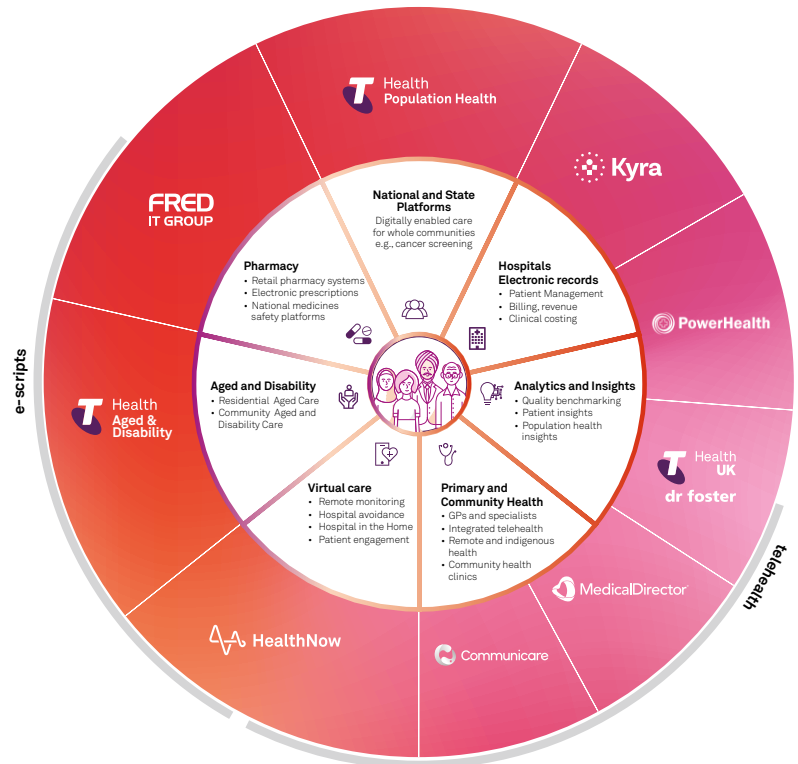 Health
Population Health
Kyra
PowerHealth
Health
UK
dr foster
telehealth
MedicalDirector
Communicare
HealthNow
Health
Aged &
Disability
e-scripts
FRED
IT GROUP
National and State
Platforms
Digitally enabled care
for whole communities
e.g., cancer screening
Hospitals
Electronic records
• Patient Management
• Billing, revenue
• Clinical costing
Analytics and Insights
• Quality benchmarking
• Patient insights
• Population health
insights
Primary and
Community Health
• GPs and specialists
• Integrated telehealth
• Remote and indigenous
health
• Community health
clinics
Virtual care
• Remote monitoring
• Hospital avoidance
• Hospital in the Home
• Patient engagement
Aged and Disability
• Residential Aged Care
• Community Aged and
Disability Care
Pharmacy
• Retail pharmacy systems
• Electronic prescriptions
• National medicines
safety platforms